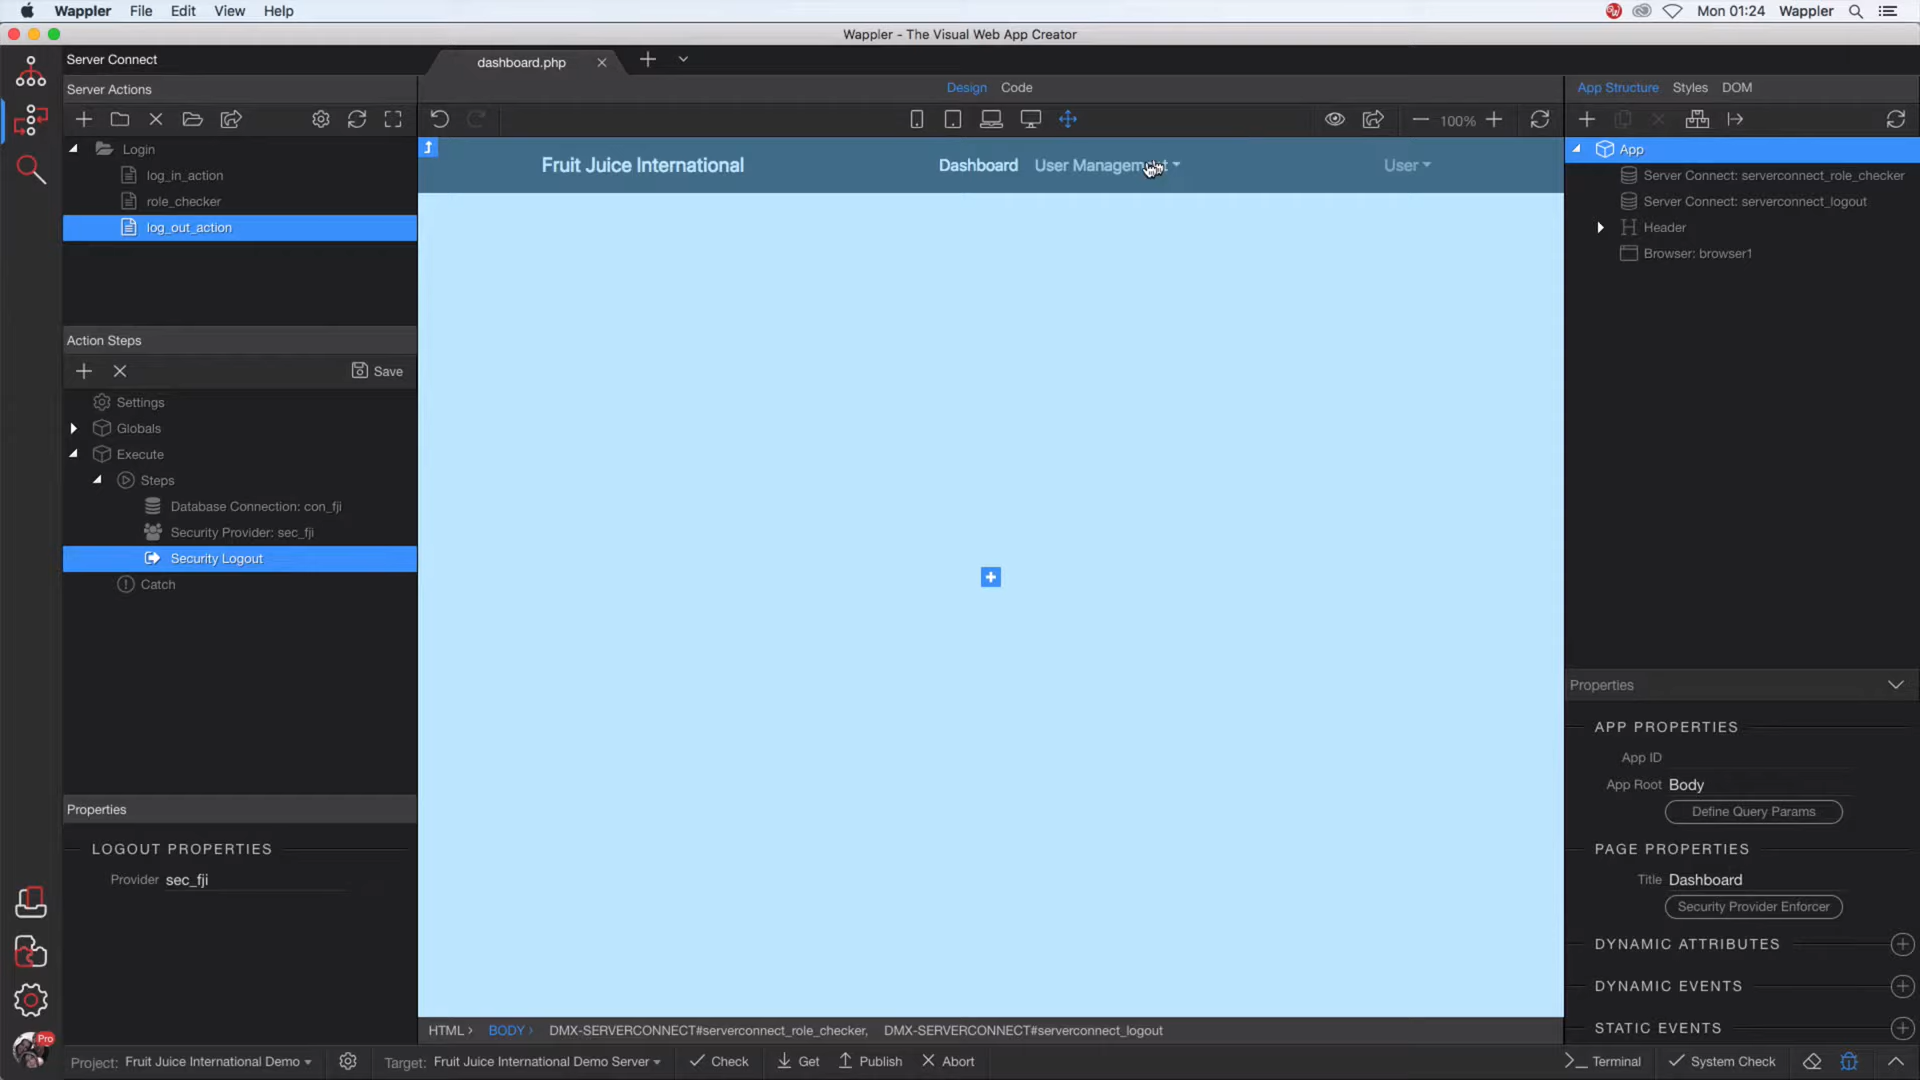 Wappler File Edit View Help Mon 01:24 Wappler
Wappler - The Visual Web App Creator
Server Connect
dashboard.php
Server Actions
Design Code
App Structure Styles DOM
100%
Login
log_in_action
role_checker
log_out_action
Fruit Juice International Dashboard User Management User
App
Server Connect: serverconnect_role_checker
Server Connect: serverconnect_logout
Header
Browser: browser1
Action Steps
Save
Settings
Globals
Execute
Steps
Database Connection: con_fji
Security Provider: sec_fji
Security Logout
Catch
Properties
LOGOUT PROPERTIES
Provider sec_fji
Properties
APP PROPERTIES
App ID
App Root Body
Define Query Params
PAGE PROPERTIES
Title Dashboard
Security Provider Enforcer
DYNAMIC ATTRIBUTES
DYNAMIC EVENTS
STATIC EVENTS
HTML › BODY › DMX-SERVERCONNECT#serverconnect_role_checker, DMX-SERVERCONNECT#serverconnect_logout
Pro
Project: Fruit Juice International Demo Target: Fruit Juice International Demo Server Check Get Publish Abort Terminal System Check